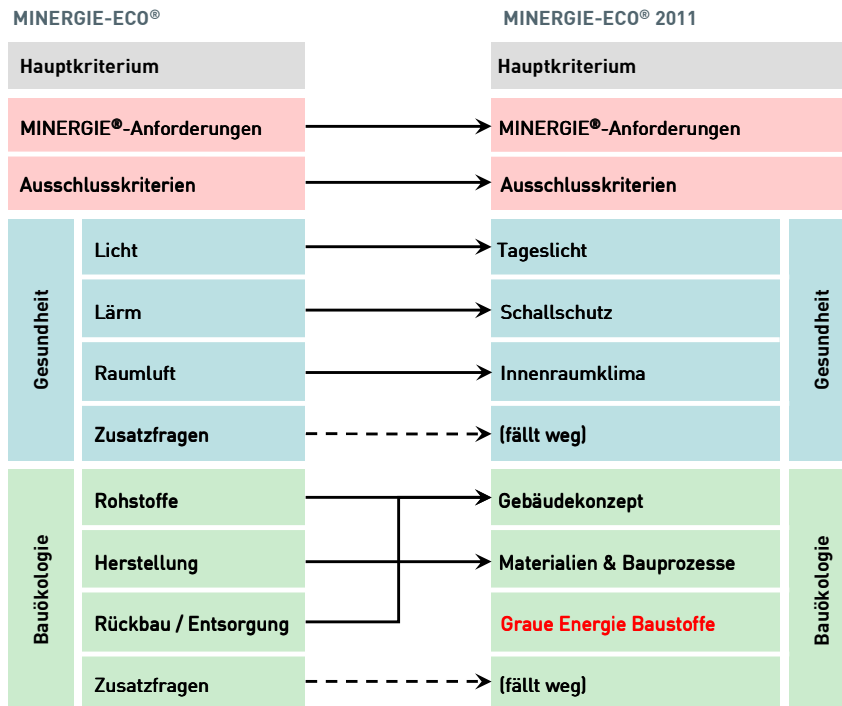 MINERGIE-ECO®
MINERGIE-ECO® 2011
Hauptkriterium
Hauptkriterium
MINERGIE®-Anforderungen
MINERGIE®-Anforderungen
Ausschlusskriterien
Ausschlusskriterien
Gesundheit
Licht
Tageslicht
Gesundheit
Lärm
Schallschutz
Raumluft
Innenraumklima
Zusatzfragen
(fällt weg)
Bauökologie
Rohstoffe
Gebäudekonzept
Bauökologie
Herstellung
Materialien & Bauprozesse
Rückbau / Entsorgung
Graue Energie Baustoffe
Zusatzfragen
(fällt weg)